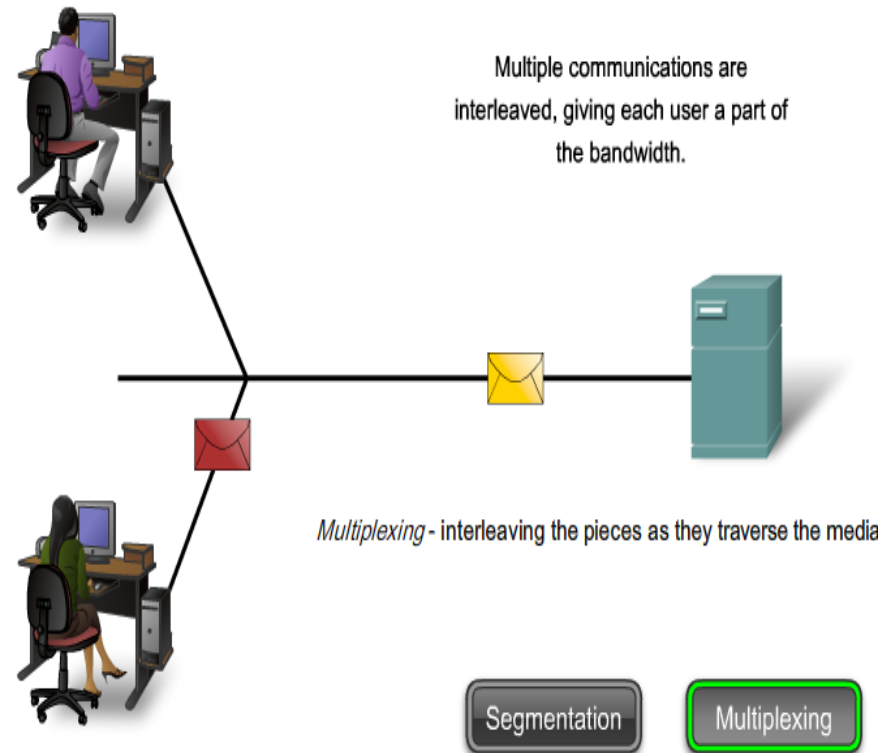 Multiple communications are
interleaved, giving each user a part of
the bandwidth.
Multiplexing - interleaving the pieces as they traverse the media
Segmentation
Multiplexing